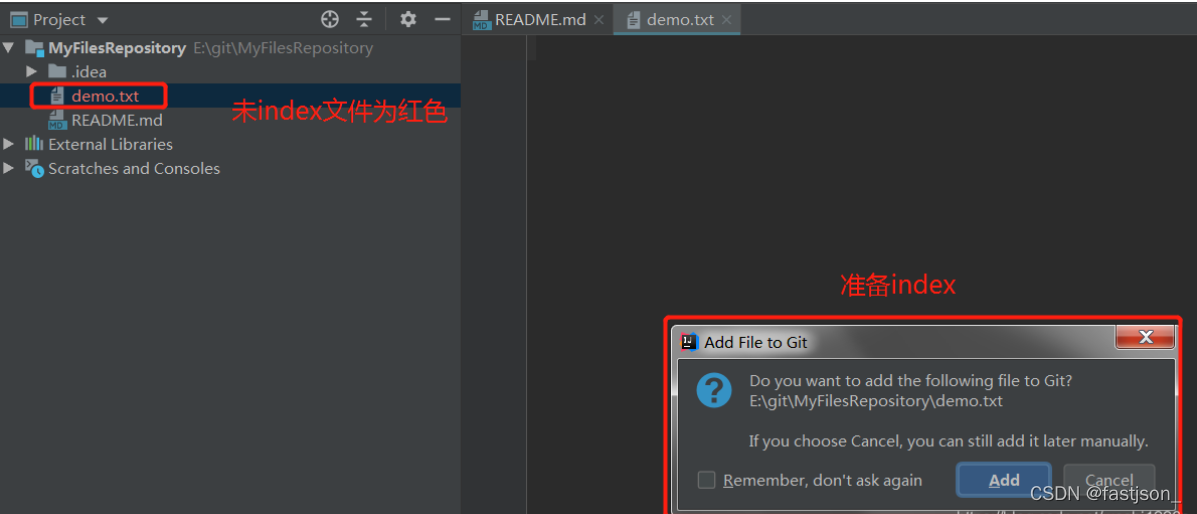 Project
README.md
demo.txt
MyFilesRepository E:\git\MyFilesRepository
.idea
demo.txt
未index文件为红色
README.md
External Libraries
Scratches and Consoles
准备index
Add File to Git
Do you want to add the following file to Git?
E:\git\MyFilesRepository\demo.txt
If you choose Cancel, you can still add it later manually.
Remember, don't ask again
Add
Cancel
CSDN @fastjson_